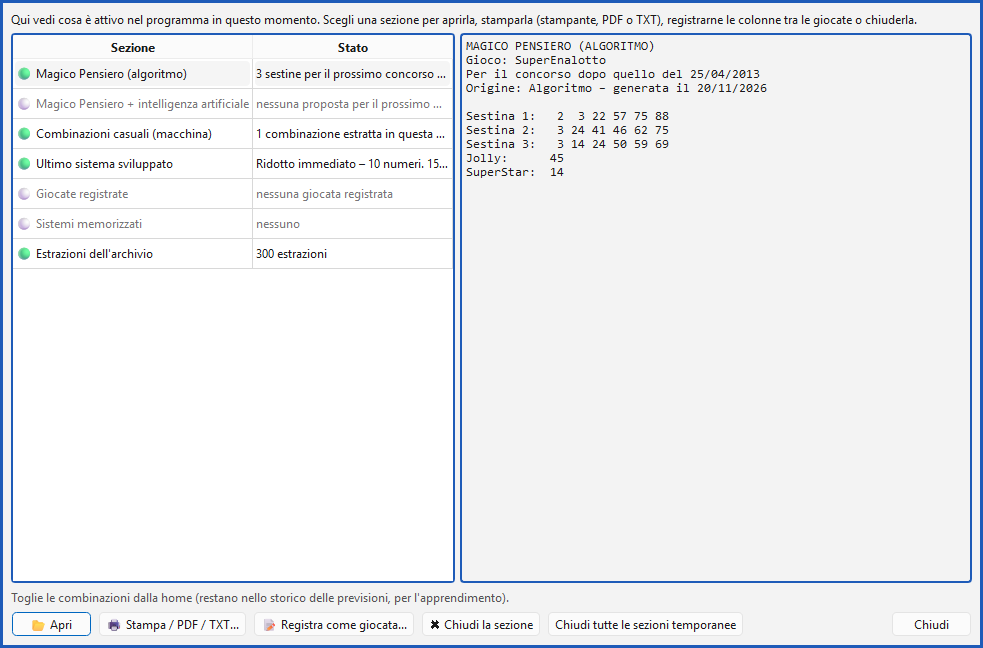 Qui vedi cosa è attivo nel programma in questo momento. Scegli una sezione per aprirla, stamparla (stampante, PDF o TXT), registrarne le colonne tra le giocate o chiuderla.
Sezione Stato
Magico Pensiero (algoritmo) 3 sestine per il prossimo concorso ...
Magico Pensiero + intelligenza artificiale nessuna proposta per il prossimo ...
Combinazioni casuali (macchina) 1 combinazione estratta in questa ...
Ultimo sistema sviluppato Ridotto immediato – 10 numeri. 15...
Giocate registrate nessuna giocata registrata
Sistemi memorizzati nessuno
Estrazioni dell'archivio 300 estrazioni
MAGICO PENSIERO (ALGORITMO)
Gioco: SuperEnalotto
Per il concorso dopo quello del 25/04/2013
Origine: Algoritmo – generata il 20/11/2026
Sestina 1: 2 3 22 57 75 88
Sestina 2: 3 24 41 46 62 75
Sestina 3: 3 14 24 50 59 69
Jolly: 45
SuperStar: 14
Toglie le combinazioni dalla home (restano nello storico delle previsioni, per l'apprendimento).
Apri Stampa / PDF / TXT... Registra come giocata... Chiudi la sezione Chiudi tutte le sezioni temporanee Chiudi